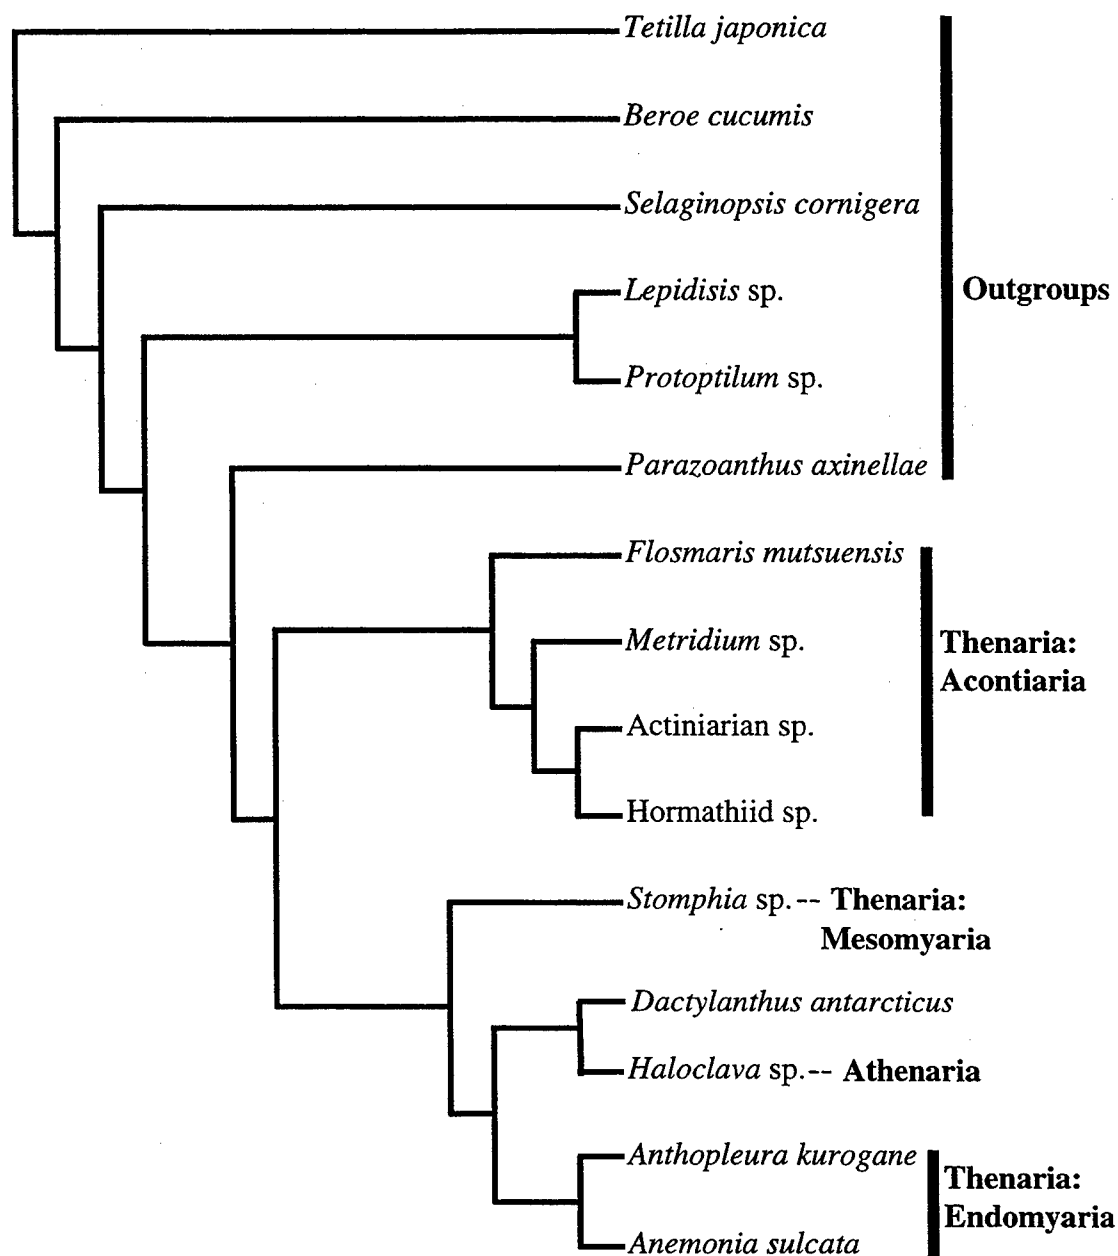 Tetilla japonica
Beroe cucumis
Selaginopsis cornigera
Lepidisis sp.
Outgroups
Protoptilum sp.
Parazoanthus axinellae
Flosmaris mutsuensis
Metridium sp.
Thenaria:
Acontiaria
Actiniarian sp.
Hormathiid sp.
Stomphia sp.-- Thenaria:
Mesomyaria
Dactylanthus antarcticus
Haloclava sp.-- Athenaria
Anthopleura kurogane
Thenaria:
Endomyaria
Anemonia sulcata